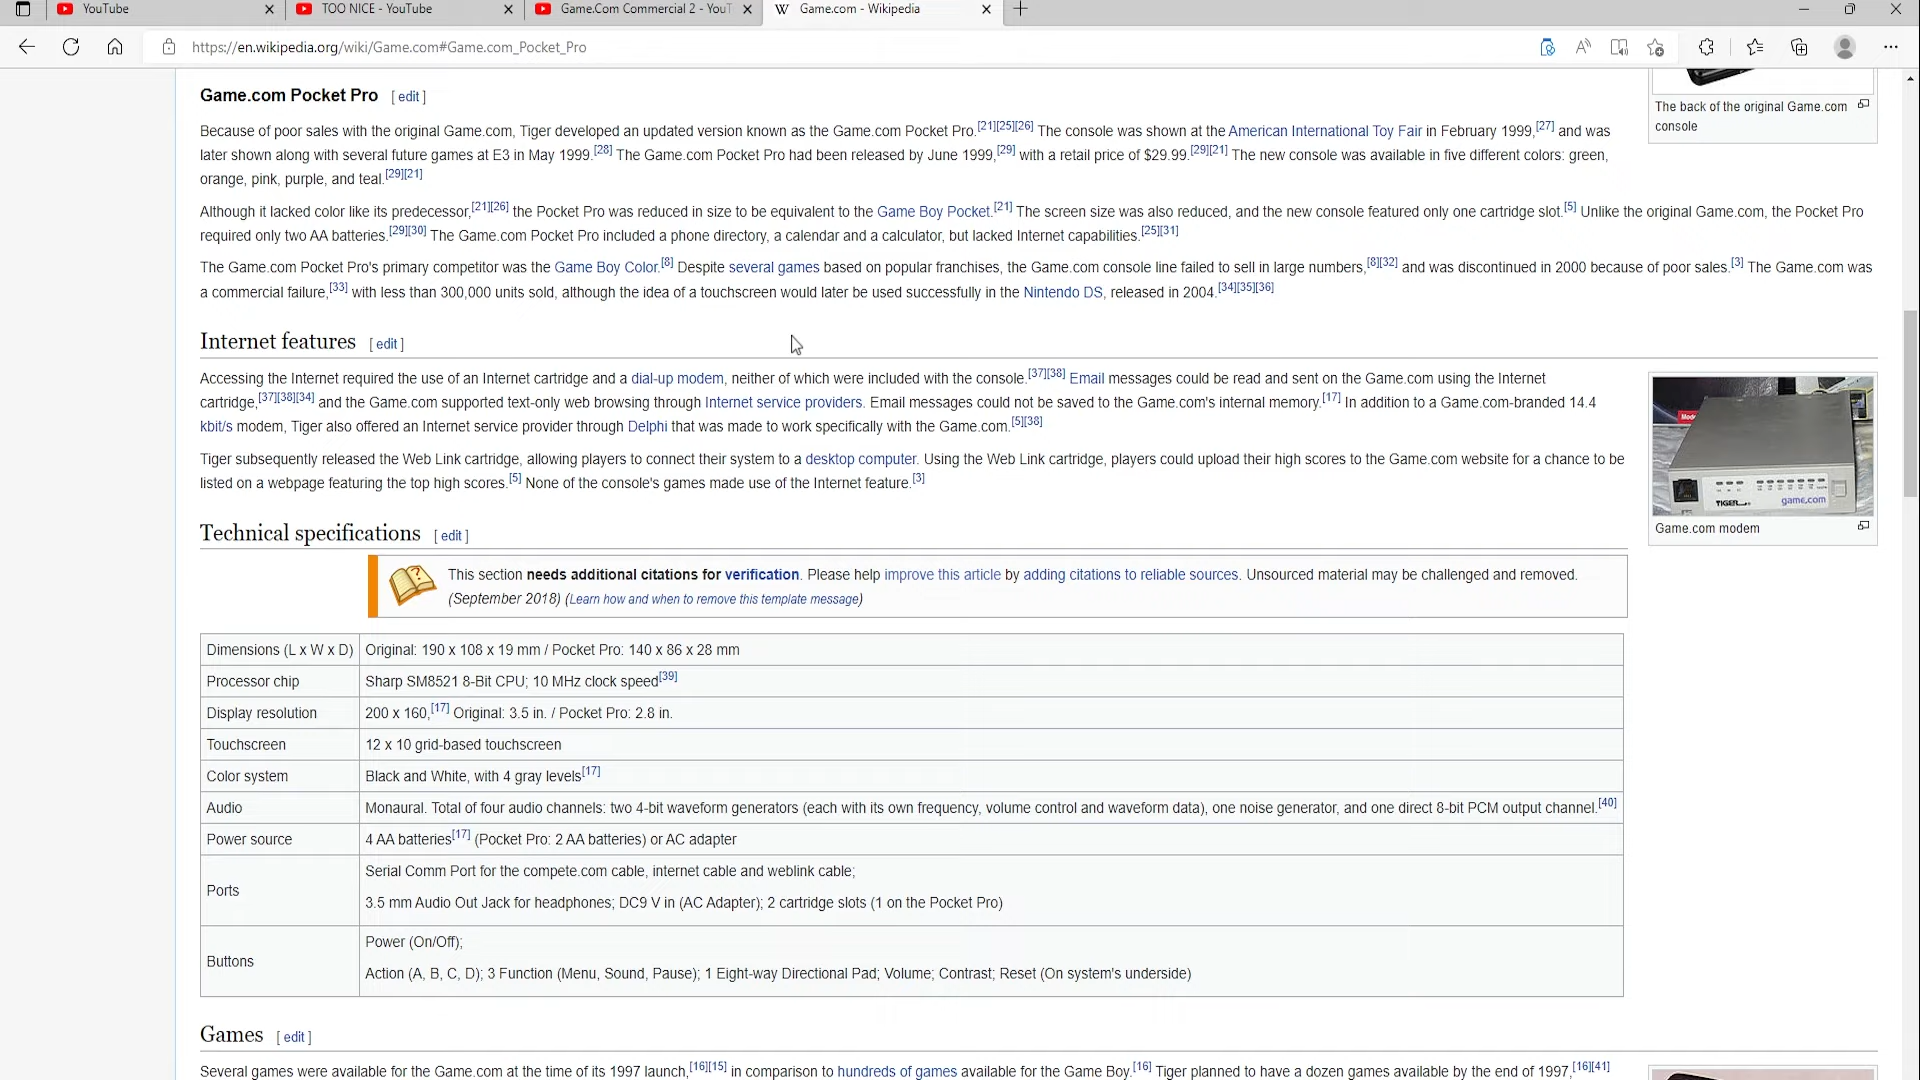 YouTube
TOO NICE - YouTube
Game.Com Commercial 2 - YouT
Game.com - Wikipedia
https://en.wikipedia.org/wiki/Game.com#Game.com_Pocket_Pro
Game.com Pocket Pro [ edit ]
Because of poor sales with the original Game.com, Tiger developed an updated version known as the Game.com Pocket Pro.[21][25][26] The console was shown at the American International Toy Fair in February 1999,[27] and was
later shown along with several future games at E3 in May 1999.[28] The Game.com Pocket Pro had been released by June 1999,[29] with a retail price of $29.99.[29][21] The new console was available in five different colors: green,
orange, pink, purple, and teal.[29][21]
The back of the original Game.com
console
Although it lacked color like its predecessor,[21][26] the Pocket Pro was reduced in size to be equivalent to the Game Boy Pocket.[21] The screen size was also reduced, and the new console featured only one cartridge slot.[5] Unlike the original Game.com, the Pocket Pro
required only two AA batteries.[29][30] The Game.com Pocket Pro included a phone directory, a calendar and a calculator, but lacked Internet capabilities.[25][31]
The Game.com Pocket Pro's primary competitor was the Game Boy Color.[8] Despite several games based on popular franchises, the Game.com console line failed to sell in large numbers,[8][32] and was discontinued in 2000 because of poor sales.[3] The Game.com was
a commercial failure,[33] with less than 300,000 units sold, although the idea of a touchscreen would later be used successfully in the Nintendo DS, released in 2004.[34][35][36]
Internet features [ edit ]
Accessing the Internet required the use of an Internet cartridge and a dial-up modem, neither of which were included with the console.[37][38] Email messages could be read and sent on the Game.com using the Internet
cartridge,[37][38][34] and the Game.com supported text-only web browsing through Internet service providers. Email messages could not be saved to the Game.com's internal memory.[17] In addition to a Game.com-branded 14.4
kbit/s modem, Tiger also offered an Internet service provider through Delphi that was made to work specifically with the Game.com.[5][38]
Tiger subsequently released the Web Link cartridge, allowing players to connect their system to a desktop computer. Using the Web Link cartridge, players could upload their high scores to the Game.com website for a chance to be
listed on a webpage featuring the top high scores.[5] None of the console's games made use of the Internet feature.[3]
TIGER
game.com
Game.com modem
Technical specifications [ edit ]
This section needs additional citations for verification. Please help improve this article by adding citations to reliable sources. Unsourced material may be challenged and removed.
(September 2018) (Learn how and when to remove this template message)
Dimensions (L x W x D) Original: 190 x 108 x 19 mm / Pocket Pro: 140 x 86 x 28 mm
Processor chip Sharp SM8521 8-Bit CPU; 10 MHz clock speed[39]
Display resolution 200 x 160,[17] Original: 3.5 in. / Pocket Pro: 2.8 in.
Touchscreen 12 x 10 grid-based touchscreen
Color system Black and White, with 4 gray levels[17]
Audio Monaural. Total of four audio channels: two 4-bit waveform generators (each with its own frequency, volume control and waveform data), one noise generator, and one direct 8-bit PCM output channel.[40]
Power source 4 AA batteries[17] (Pocket Pro: 2 AA batteries) or AC adapter
Ports
Serial Comm Port for the compete.com cable, internet cable and weblink cable;
3.5 mm Audio Out Jack for headphones; DC9 V in (AC Adapter); 2 cartridge slots (1 on the Pocket Pro)
Buttons
Power (On/Off);
Action (A, B, C, D); 3 Function (Menu, Sound, Pause); 1 Eight-way Directional Pad; Volume; Contrast; Reset (On system's underside)
Games [ edit ]
Several games were available for the Game.com at the time of its 1997 launch,[16][15] in comparison to hundreds of games available for the Game Boy.[16] Tiger planned to have a dozen games available by the end of 1997,[16][41]